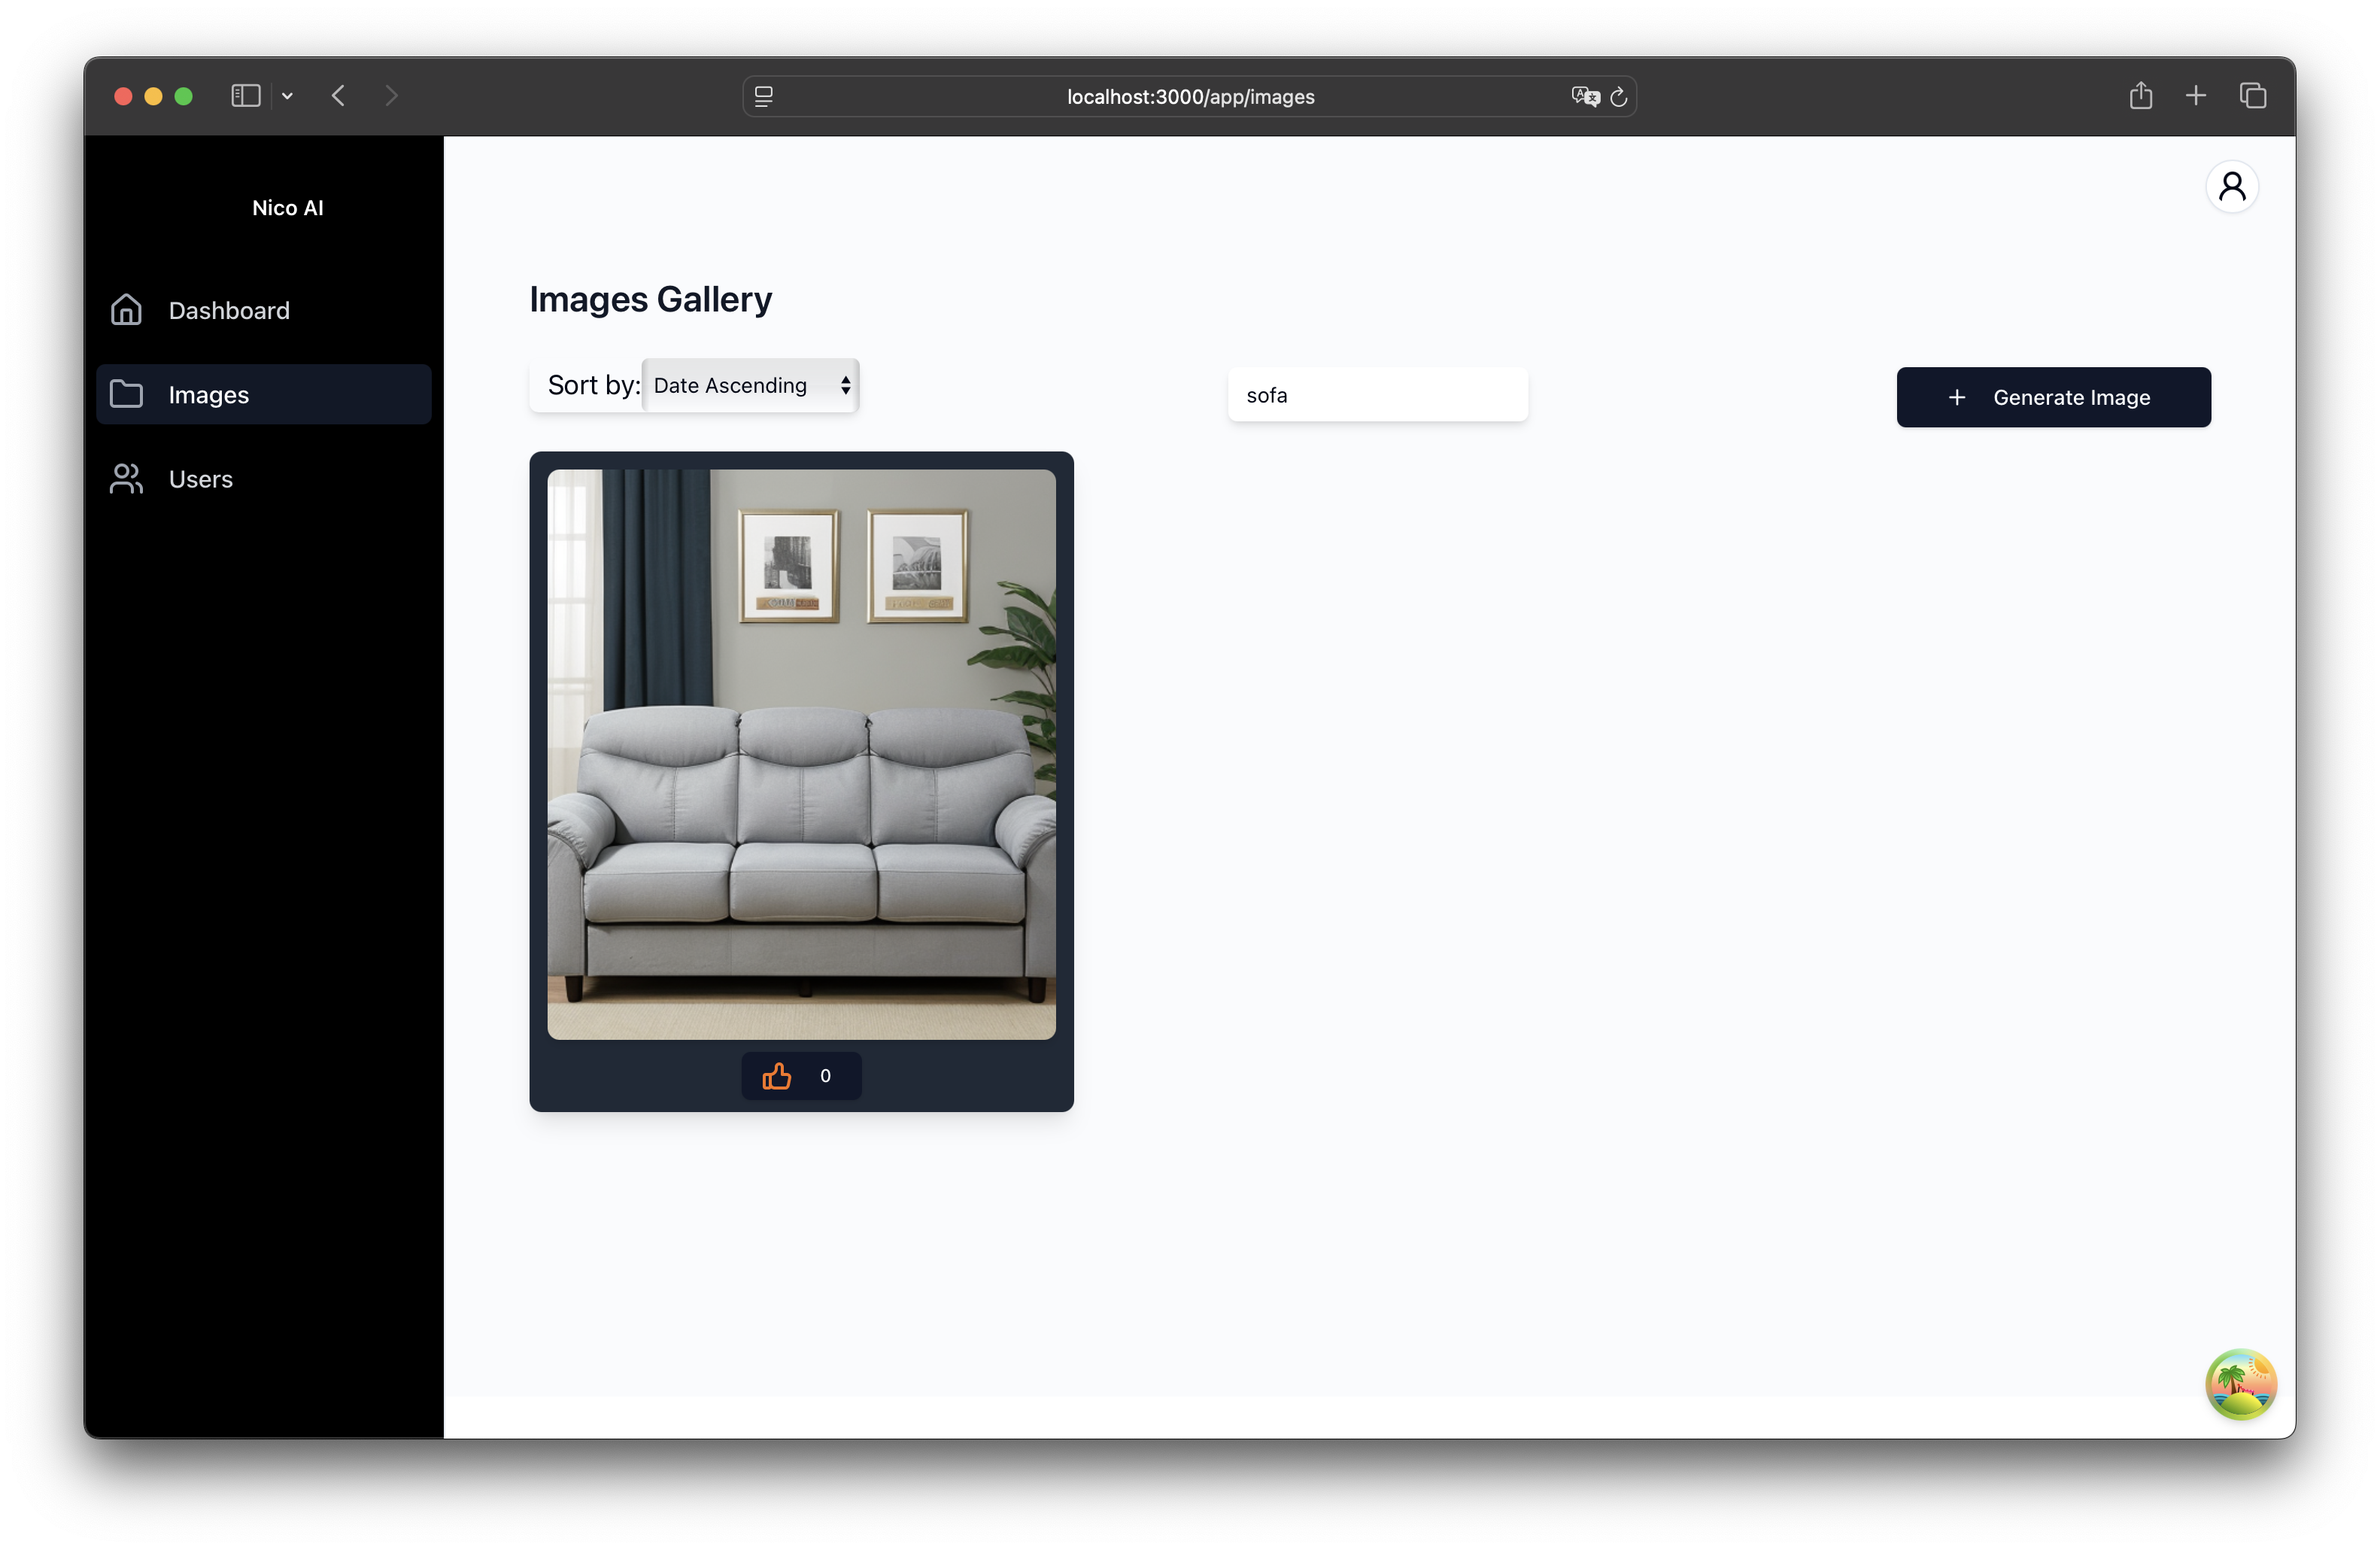 localhost:3000/app/images
Nico AI
Dashboard
Images
Users
Images Gallery
Sort by: Date Ascending
sofa
+ Generate Image
0